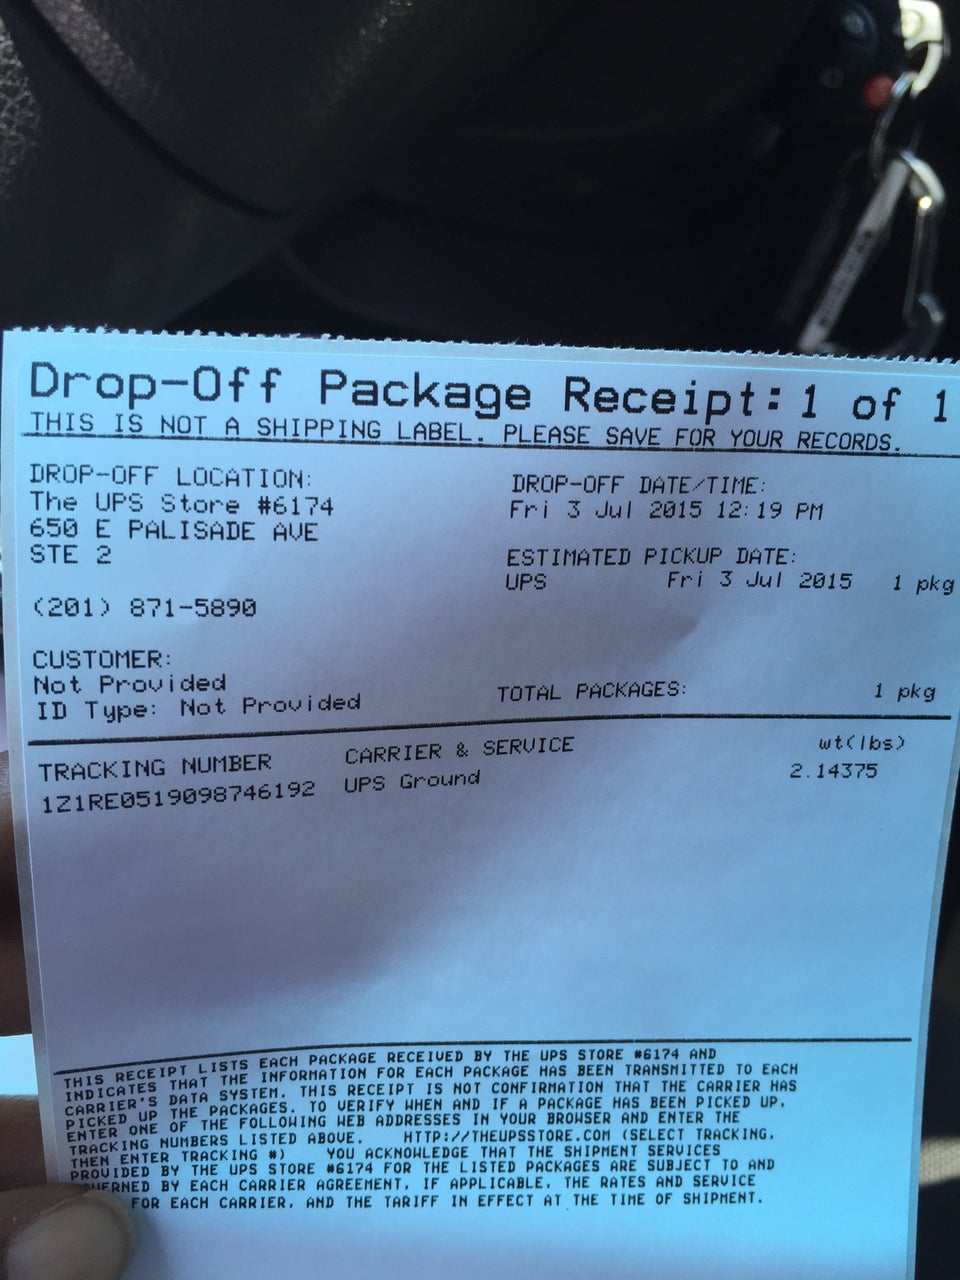 Drop-Off Package Receipt: 1 of 1
THIS IS NOT A SHIPPING LABEL. PLEASE SAVE FOR YOUR RECORDS.
DROP-OFF LOCATION:
The UPS Store #6174
650 E PALISADE AVE
STE 2
(201) 871-5890
DROP-OFF DATE/TIME:
Fri 3 Jul 2015 12:19 PM
ESTIMATED PICKUP DATE:
UPS Fri 3 Jul 2015 1 pkg
CUSTOMER:
Not Provided
ID Type: Not Provided
TOTAL PACKAGES: 1 pkg
TRACKING NUMBER CARRIER & SERVICE wt(lbs)
1Z1RE0519098746192 UPS Ground 2.14375
THIS RECEIPT LISTS EACH PACKAGE RECEIVED BY THE UPS STORE #6174 AND
INDICATES THAT THE INFORMATION FOR EACH PACKAGE HAS BEEN TRANSMITTED TO EACH
CARRIER'S DATA SYSTEM. THIS RECEIPT IS NOT CONFIRMATION THAT THE CARRIER HAS
PICKED UP THE PACKAGES. TO VERIFY WHEN AND IF A PACKAGE HAS BEEN PICKED UP,
ENTER ONE OF THE FOLLOWING WEB ADDRESSES IN YOUR BROWSER AND ENTER THE
TRACKING NUMBERS LISTED ABOVE. HTTP://THEUPSSTORE.COM (SELECT TRACKING,
THEN ENTER TRACKING #) YOU ACKNOWLEDGE THAT THE SHIPMENT SERVICES
PROVIDED BY THE UPS STORE #6174 FOR THE LISTED PACKAGES ARE SUBJECT TO AND
BY EACH CARRIER AGREEMENT, IF APPLICABLE, THE RATES AND SERVICE
FOR EACH CARRIER, AND THE TARIFF IN EFFECT AT THE TIME OF SHIPMENT.